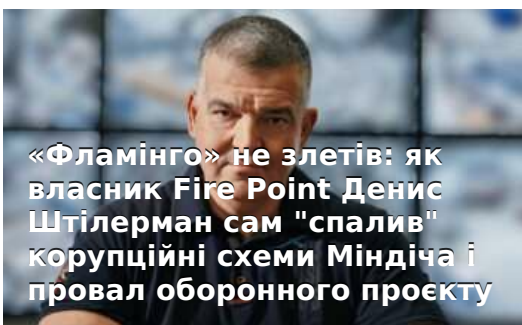 «Фламінго» не злетів: як
власник Fire Point Денис
Штілерман сам "спалив"
корупційні схеми Міндіча і
провал оборонного проєкту